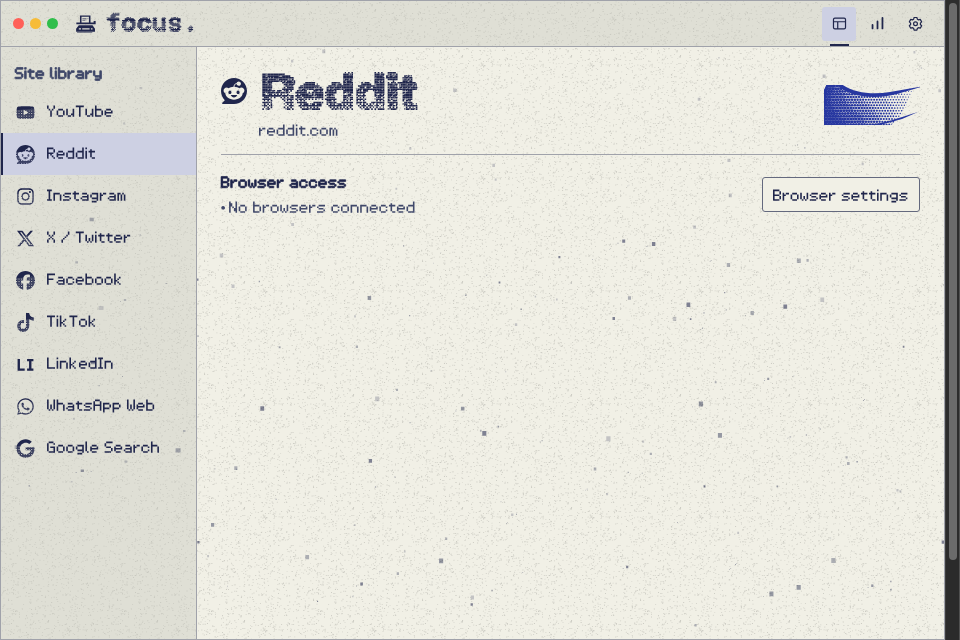 focus.
Site library
YouTube
Reddit
Instagram
X / Twitter
Facebook
TikTok
LI LinkedIn
WhatsApp Web
Google Search
Reddit
reddit.com
Browser access
•No browsers connected
Browser settings